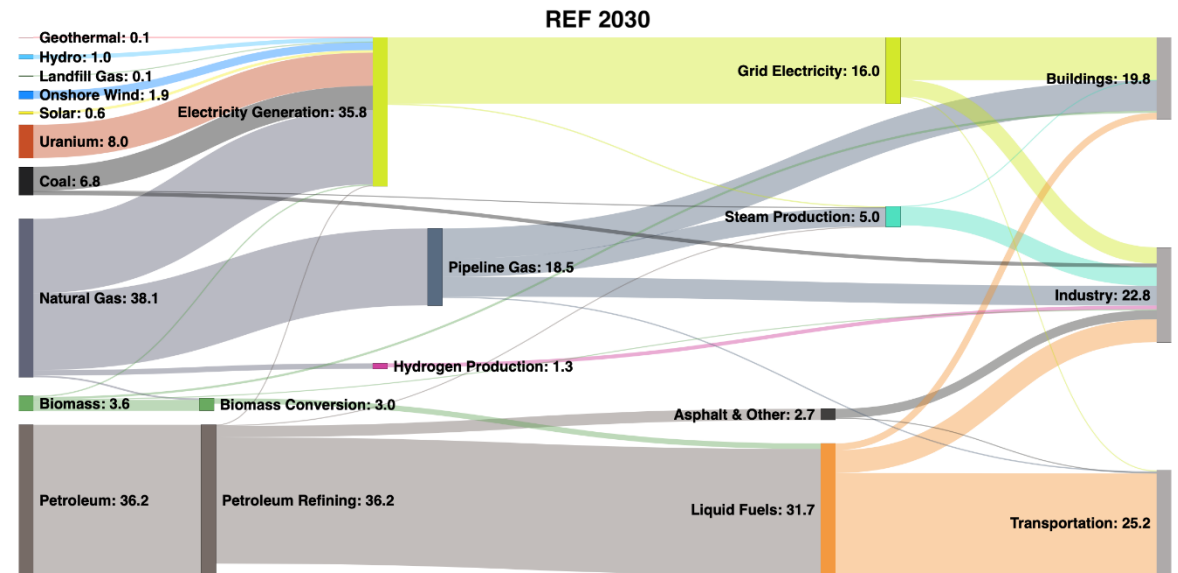 REF 2030
Geothermal: 0.1
Hydro: 1.0
Landfill Gas: 0.1
Onshore Wind: 1.9
Solar: 0.6
Uranium: 8.0
Coal: 6.8
Natural Gas: 38.1
Biomass: 3.6
Petroleum: 36.2
Electricity Generation: 35.8
Pipeline Gas: 18.5
Hydrogen Production: 1.3
Biomass Conversion: 3.0
Petroleum Refining: 36.2
Grid Electricity: 16.0
Steam Production: 5.0
Asphalt & Other: 2.7
Liquid Fuels: 31.7
Buildings: 19.8
Industry: 22.8
Transportation: 25.2